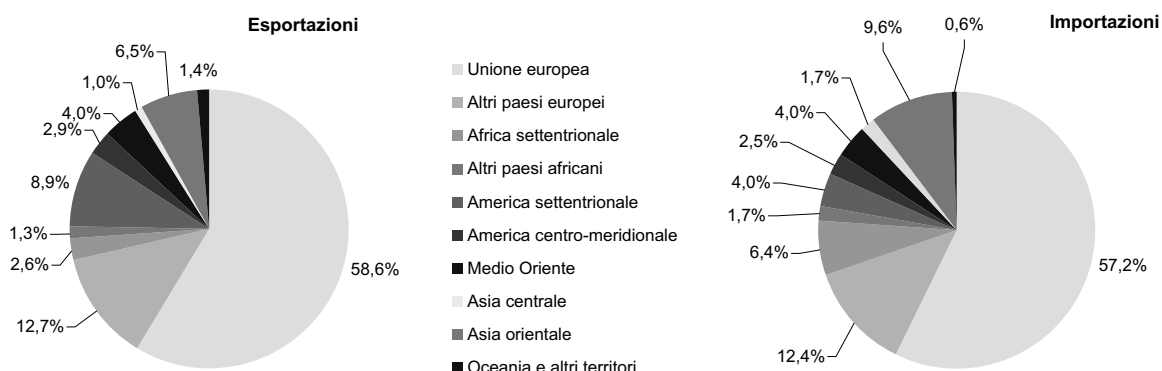 Esportazioni
6,5%
1,4%
1,0%
4,0%
2,9%
8,9%
1,3%
2,6%
12,7%
58,6%
Unione europea
Altri paesi europei
Africa settentrionale
Altri paesi africani
America settentrionale
America centro-meridionale
Medio Oriente
Asia centrale
Asia orientale
Oceania e altri territori
Importazioni
9,6%
0,6%
1,7%
4,0%
2,5%
4,0%
1,7%
6,4%
12,4%
57,2%